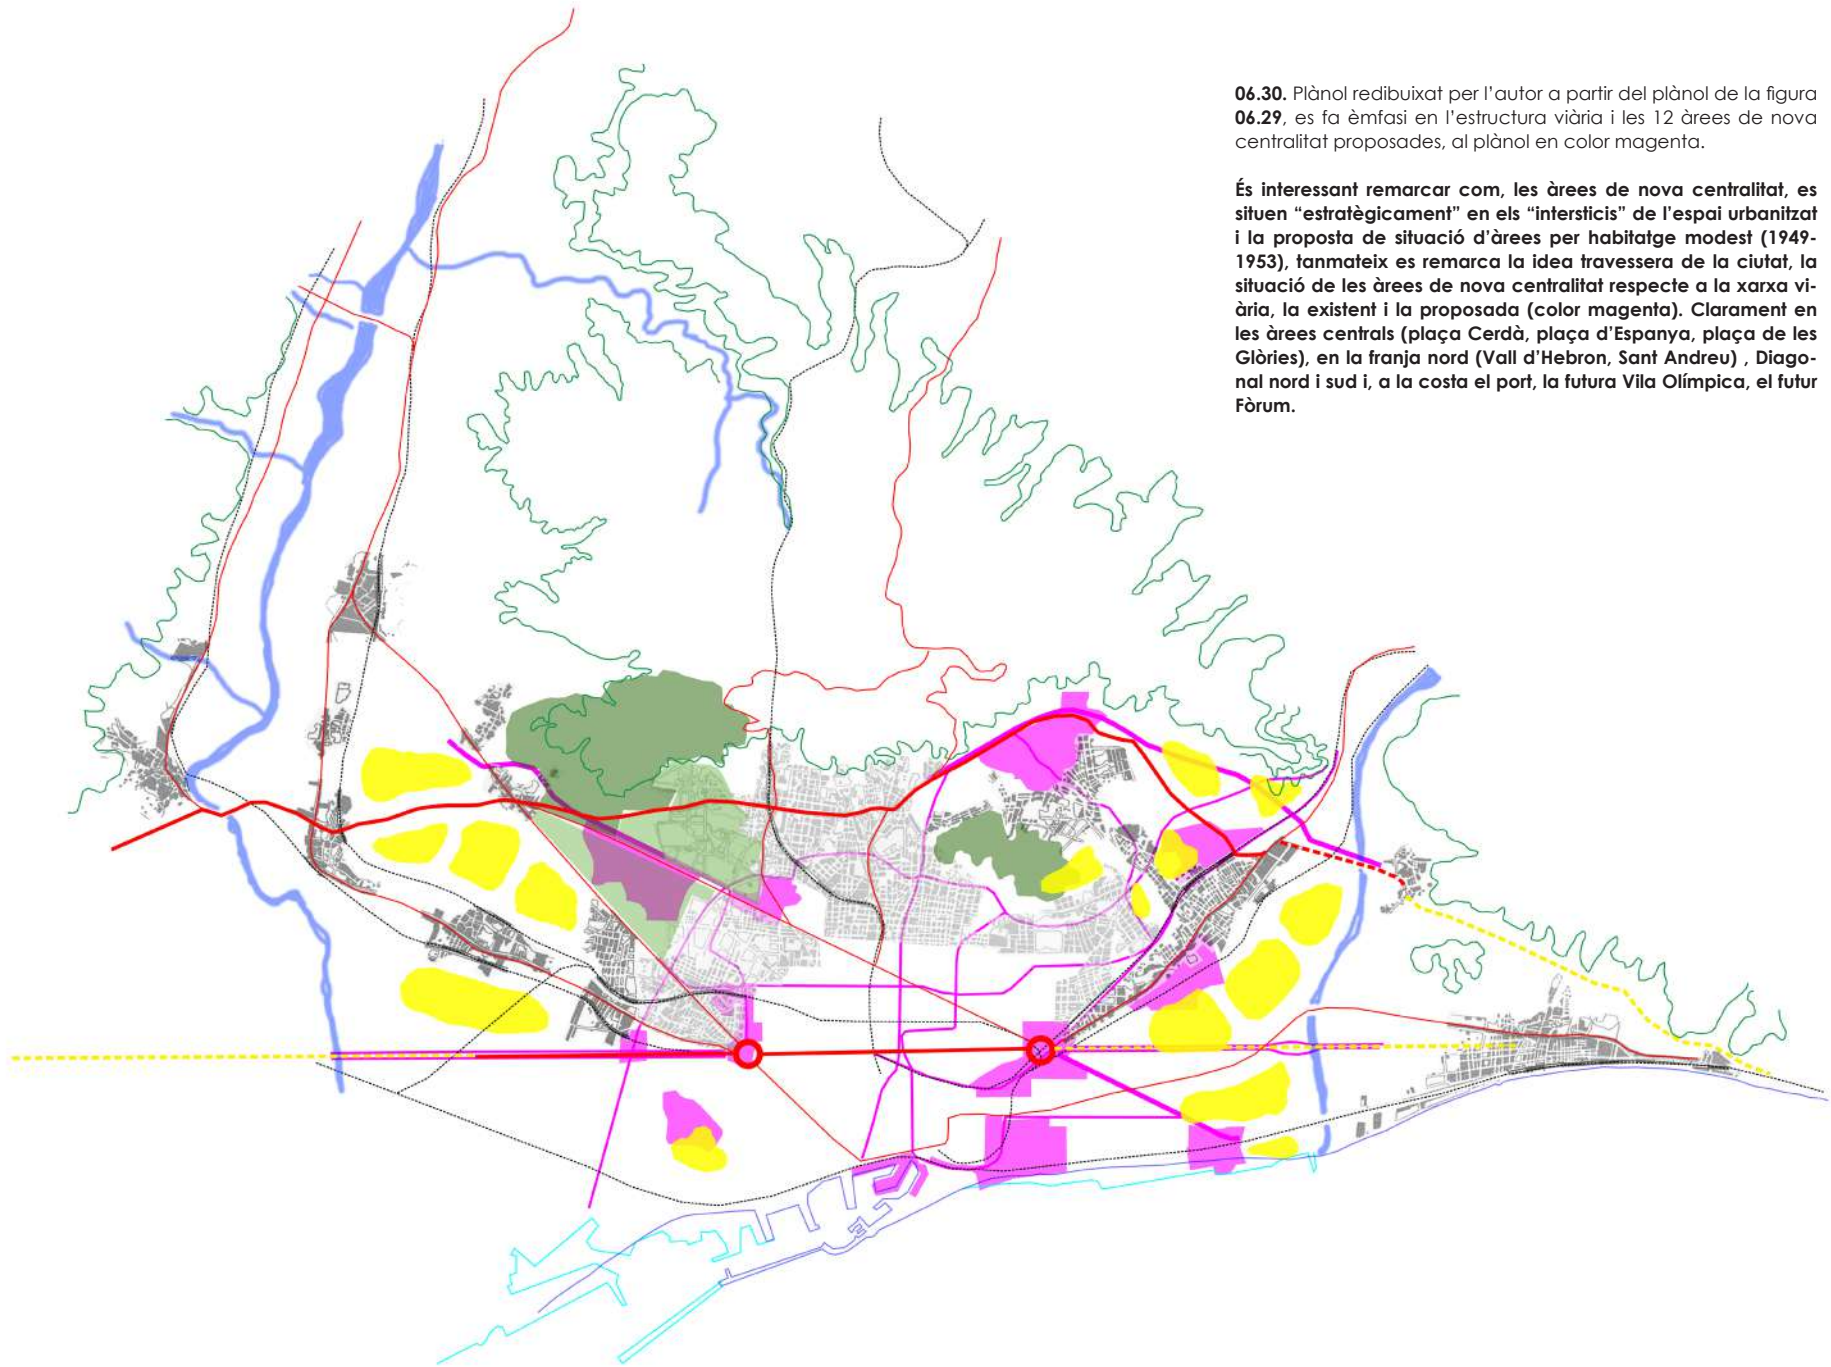 06.30. Plànol redibuixat per l'autor a partir del plànol de la figura
06.29, es fa èmfasi en l'estructura viària i les 12 àrees de nova
centralitat proposades, al plànol en color magenta.
És interessant remarcar com, les àrees de nova centralitat, es
situen “estratègicament” en els “intersticis” de l'espai urbanitzat
i la proposta de situació d'àrees per habitatge modest (1949-
1953), tanmateix es remarca la idea travessera de la ciutat, la
situació de les àrees de nova centralitat respecte a la xarxa vi-
ària, la existent i la proposada (color magenta). Clarament en
les àrees centrals (plaça Cerdà, plaça d'Espanya, plaça de les
Glòries), en la franja nord (Vall d'Hebron, Sant Andreu) , Diago-
nal nord i sud i, a la costa el port, la futura Vila Olímpica, el futur
Fòrum.